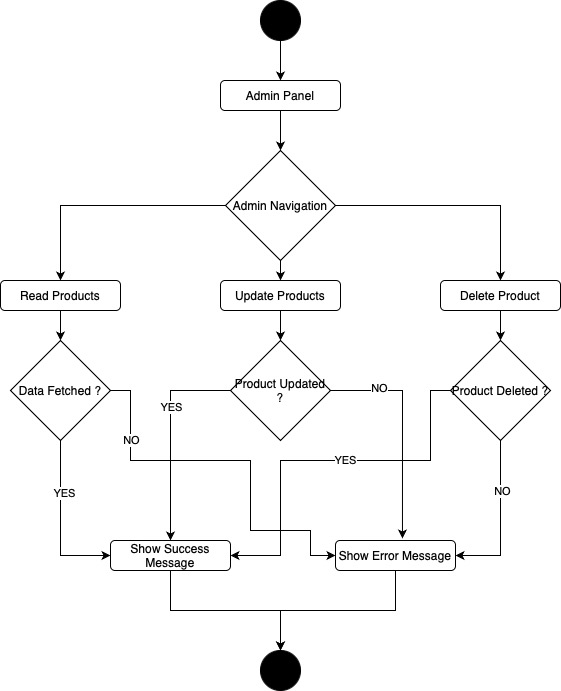 Admin Panel
Admin Navigation
Read Products
Update Products
Delete Product
Data Fetched ?
Product Updated
?
Product Deleted ?
YES
NO
NO
YES
YES
NO
Show Success
Message
Show Error Message